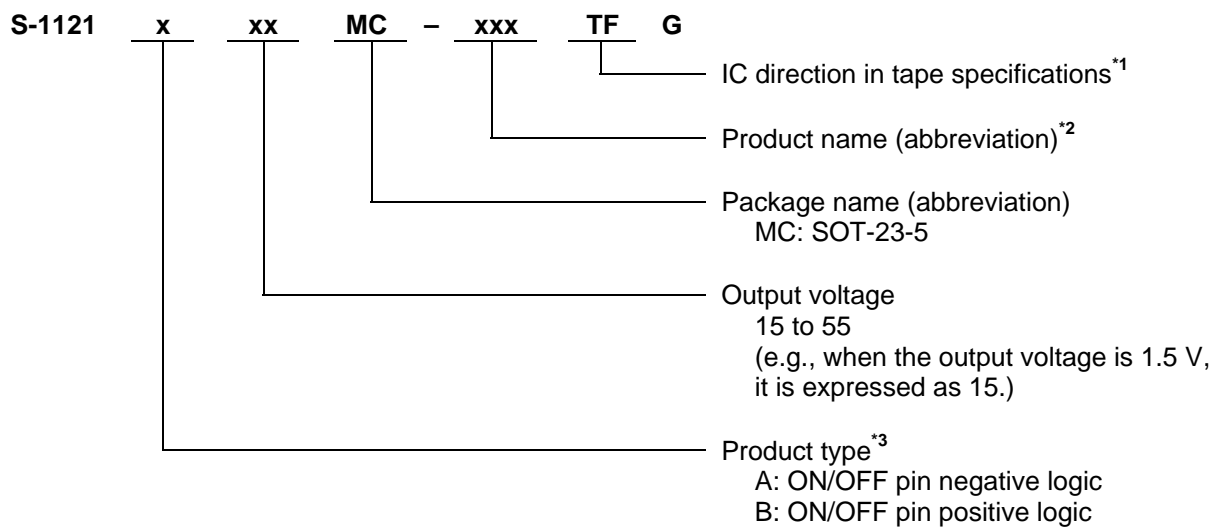 S-1121 x xx MC – xxx TF G
IC direction in tape specifications*1
Product name (abbreviation)*2
Package name (abbreviation)
MC: SOT-23-5
Output voltage
15 to 55
(e.g., when the output voltage is 1.5 V,
it is expressed as 15.)
Product type*3
A: ON/OFF pin negative logic
B: ON/OFF pin positive logic